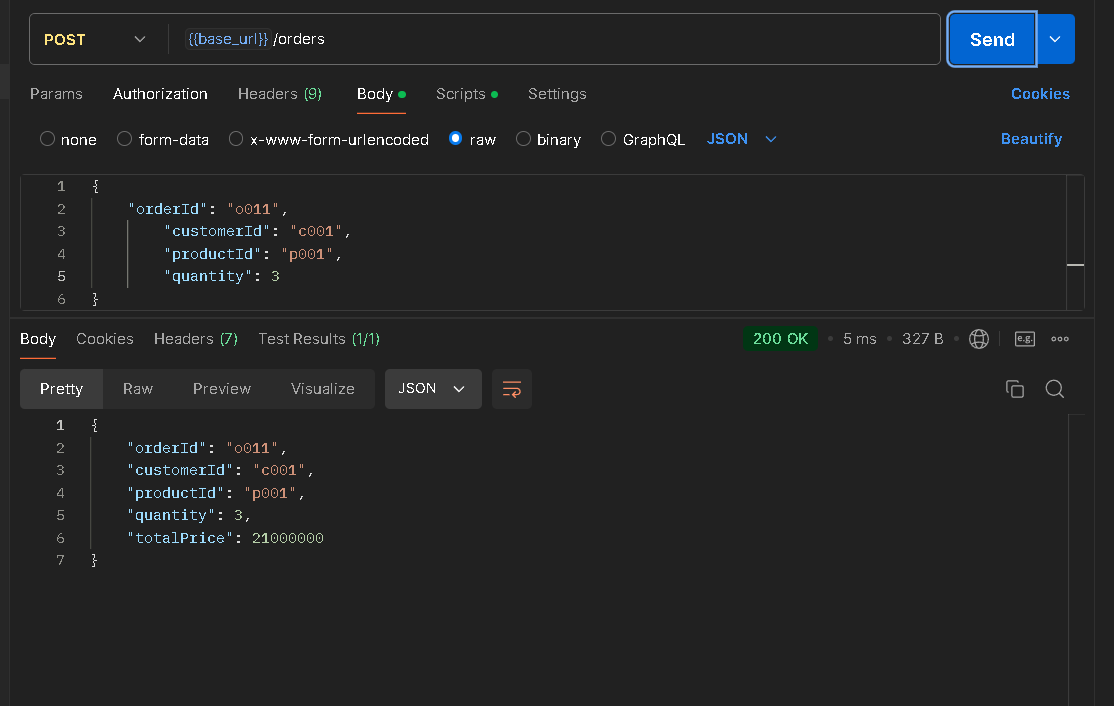 POST {{base_url}} /orders Send
Params Authorization Headers (9) Body Scripts Settings Cookies
none form-data x-www-form-urlencoded raw binary GraphQL JSON Beautify
1 {
2 "orderId": "o011",
3 "customerId": "c001",
4 "productId": "p001",
5 "quantity": 3
6 }
Body Cookies Headers (7) Test Results (1/1) 200 OK • 5 ms • 327 B • e.g.
Pretty Raw Preview Visualize JSON
1 {
2 "orderId": "o011",
3 "customerId": "c001",
4 "productId": "p001",
5 "quantity": 3,
6 "totalPrice": 21000000
7 }